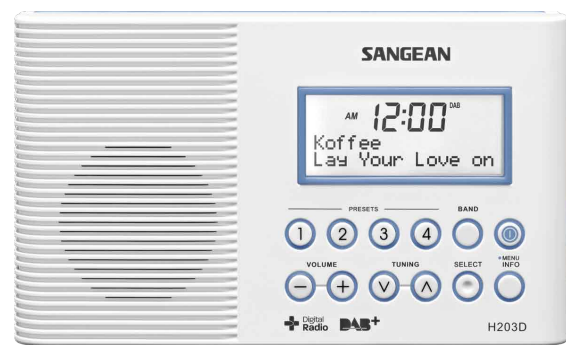 SANGEAN
AM 12:00 DAB
Koffee
Lay Your Love on
PRESETS BAND
1 2 3 4
VOLUME TUNING SELECT MENU INFO
- + ∨ ∧
Digital Radio DAB+ H203D